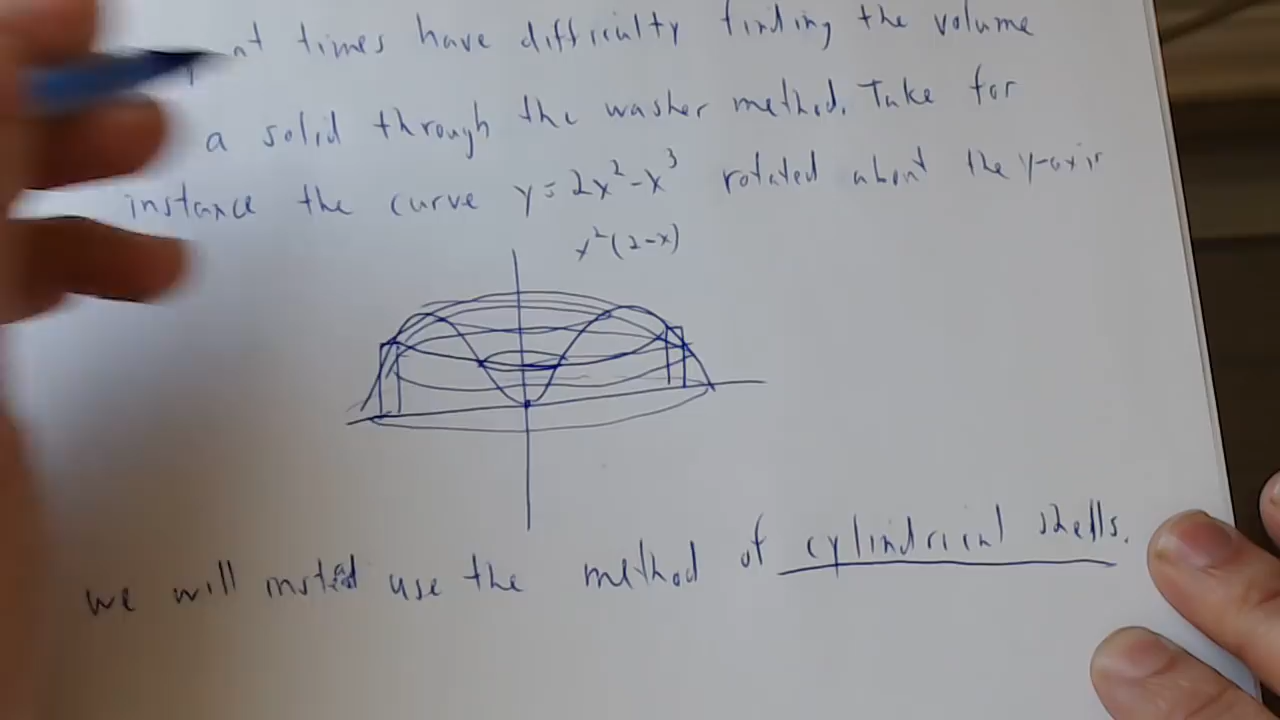 times have difficulty finding the volume
a solid through the washer method. Take for
instance the curve y = 2x² - x³ rotated about the y-axis
x²(2-x)
we will instead use the method of cylindrical shells.